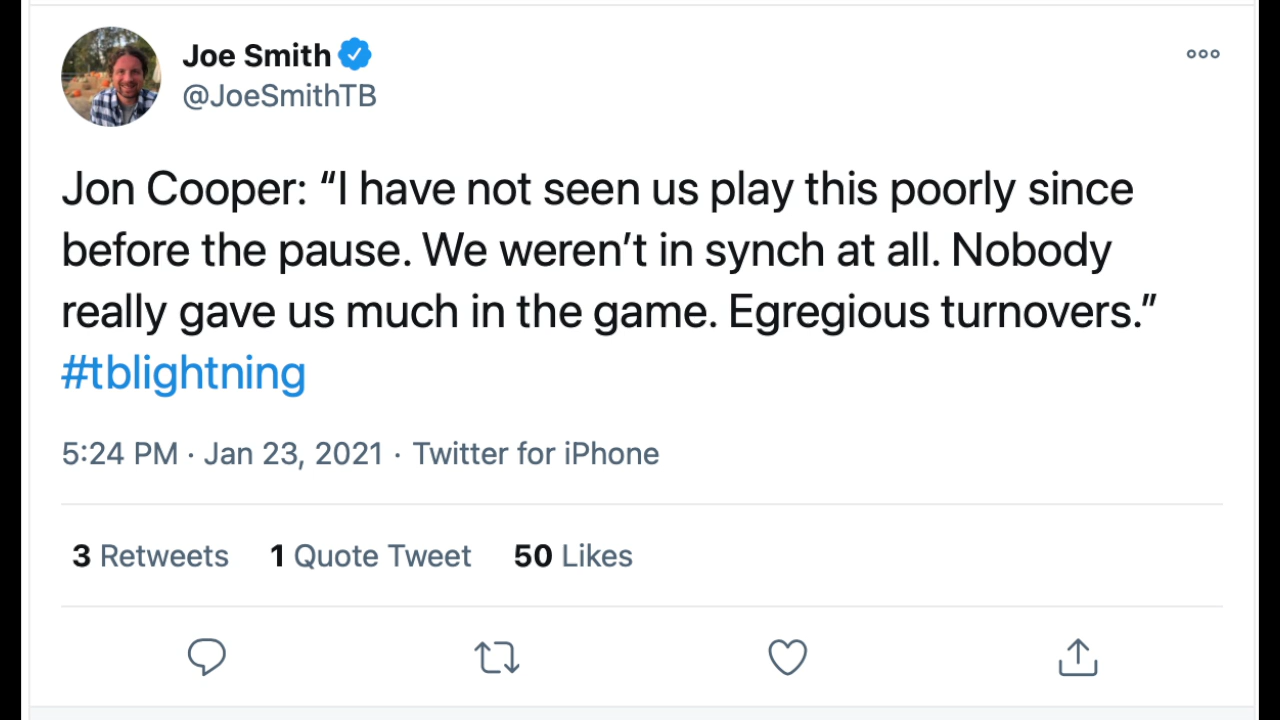 Joe Smith
@JoeSmithTB
Jon Cooper: “I have not seen us play this poorly since
before the pause. We weren’t in synch at all. Nobody
really gave us much in the game. Egregious turnovers.”
#tblightning
5:24 PM · Jan 23, 2021 · Twitter for iPhone
3 Retweets 1 Quote Tweet 50 Likes